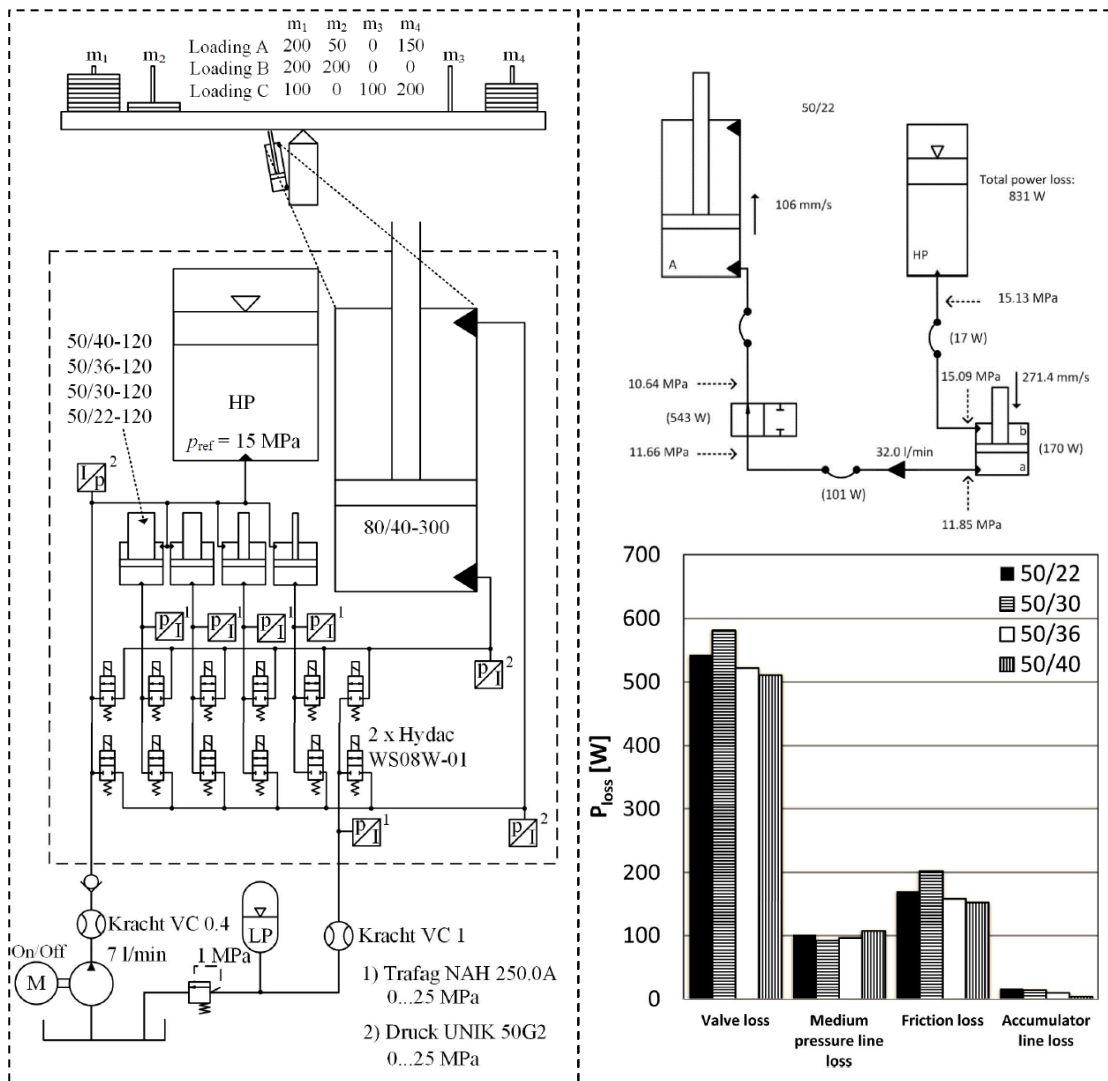 m₁ m₂ m₃ m₄
Loading A 200 50 0 150
Loading B 200 200 0 0
Loading C 100 0 100 200
m₁
m₂
m₃
m₄
50/40-120
50/36-120
50/30-120
50/22-120
HP
pref = 15 MPa
80/40-300
I/p 2
p/I 1
p/I 1
p/I 1
p/I 1
p/I 2
2 x Hydac
WS08W-01
p/I 1
p/I 2
Kracht VC 0.4
On/Off
7 l/min
M
1 MPa
LP
Kracht VC 1
1) Trafag NAH 250.0A
0...25 MPa
2) Druck UNIK 50G2
0...25 MPa
50/22
106 mm/s
A
Total power loss:
831 W
HP
15.13 MPa
(17 W)
10.64 MPa
15.09 MPa
271.4 mm/s
(543 W)
b
(170 W)
11.66 MPa
32.0 l/min
a
(101 W)
11.85 MPa
700
600
500
400
300
200
100
0
Ploss [W]
50/22
50/30
50/36
50/40
Valve loss
Medium
pressure line
loss
Friction loss
Accumulator
line loss